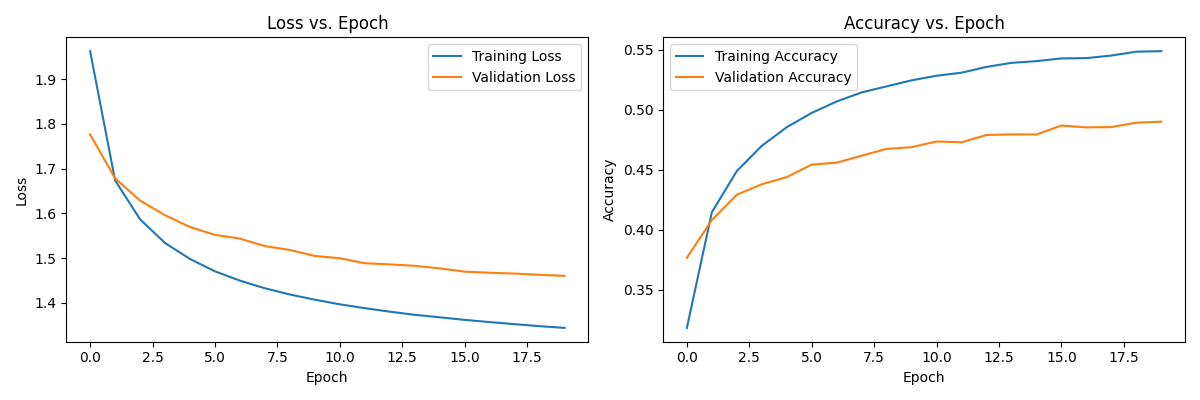 Loss vs. Epoch
Training Loss
Validation Loss
1.9
1.8
1.7
1.6
1.5
1.4
Loss
0.0 2.5 5.0 7.5 10.0 12.5 15.0 17.5
Epoch
Accuracy vs. Epoch
Training Accuracy
Validation Accuracy
0.55
0.50
0.45
0.40
0.35
Accuracy
0.0 2.5 5.0 7.5 10.0 12.5 15.0 17.5
Epoch